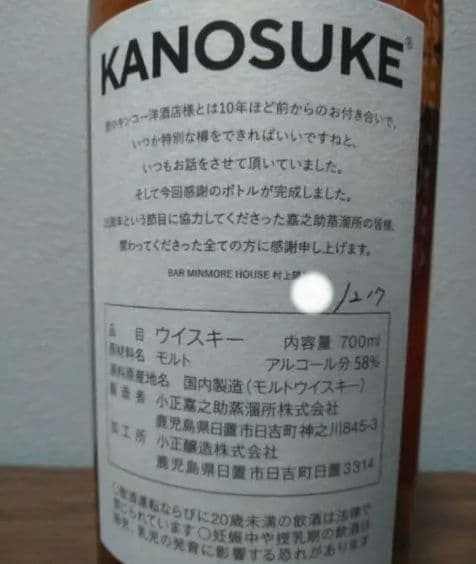 KANOSUKE®
のキンコー洋酒店様とは10年ほど前からのお付き合いで、
いつか特別な樽をできればいいですねと、
いつもお話をさせて頂いていました。
そして今回感謝のボトルが完成しました。
周年という節目に協力してくださった嘉之助蒸溜所の皆様、
関わってくださった全ての方に感謝申し上げます。
BAR MINMORE HOUSE 村上
/217
品目 ウイスキー 内容量 700ml
原材料名 モルト アルコール分 58%
原料原産地名 国内製造(モルトウイスキー)
製造者 小正嘉之助蒸溜所株式会社
鹿児島県日置市日吉町神之川845-3
加工所 小正醸造株式会社
鹿児島県日置市日吉町日置3314
○飲酒運転ならびに20歳未満の飲酒は法律で
禁じられています ○妊娠中や授乳期の飲酒は
胎児、乳児の発育に影響する恐れがあります